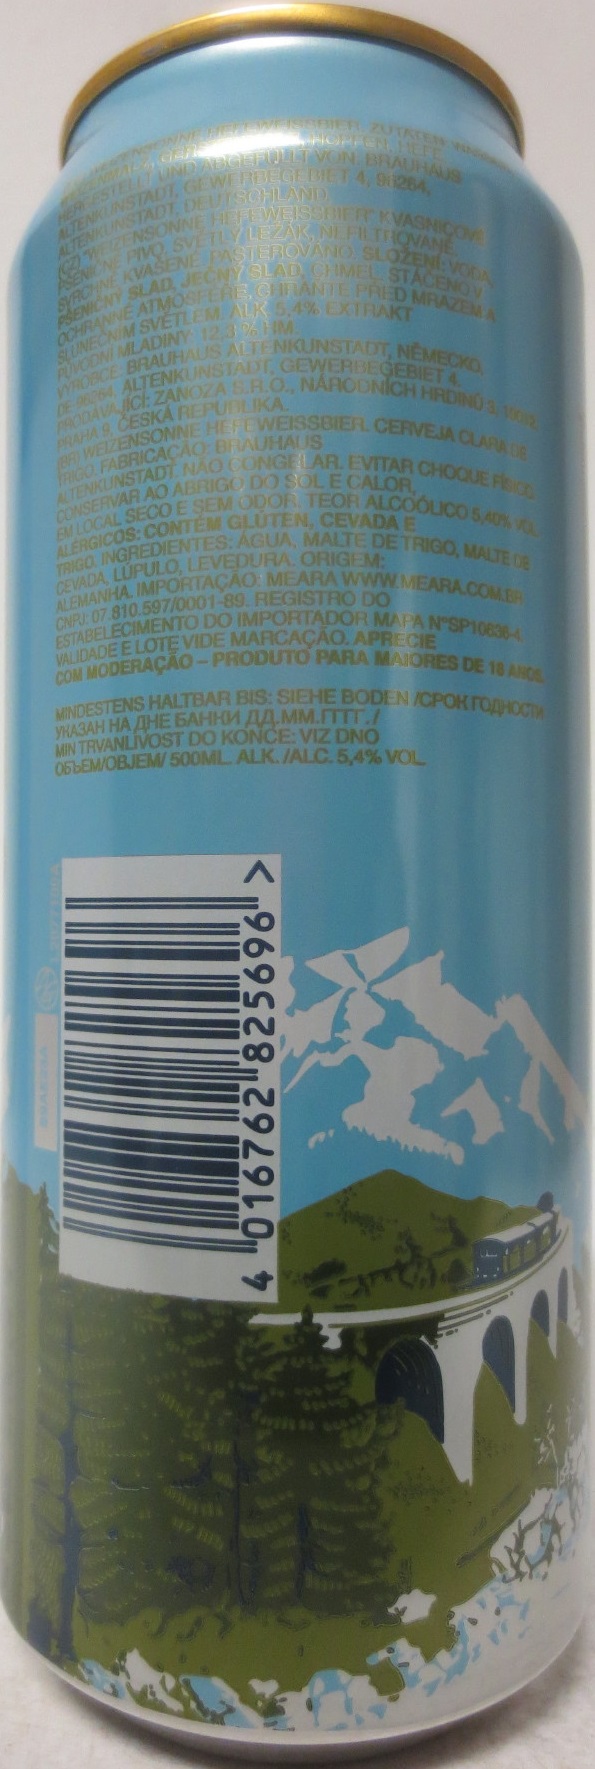 WEIZENSONNE HEFEWEISSBIER. ZUTATEN:
HOPFEN, HEFE.
HERGESTELLT UND ABGEFÜLLT VON: BRAUHAUS
ALTENKUNSTADT, GEWERBEGEBIET 4, 96264,
ALTENKUNSTADT, DEUTSCHLAND.
(CZ) "WEIZENSONNE HEFEWEISSBIER" KVASNICOVÉ
PŠENIČNÉ PIVO, SVĚTLÝ LEŽÁK, NEFILTROVANÉ,
SVRCHNĚ KVAŠENÉ, PASTEROVÁNO. SLOŽENÍ: VODA,
PŠENIČNÝ SLAD, JEČNÝ SLAD, CHMEL. STÁČENO V
OCHRANNÉ ATMOSFÉŘE, CHRAŇTE PŘED MRAZEM A
SLUNEČNÍM SVĚTLEM. ALK. 5,4% EXTRAKT
PŮVODNÍ MLADINY: 12,3 % HM.
VÝROBCE: BRAUHAUS ALTENKUNSTADT, NĚMECKO,
DE-96264, ALTENKUNSTADT, GEWERBEGEBIET 4.
PRODÁVAJÍCÍ: ZANOZA S.R.O., NÁRODNÍCH HRDINŮ 3, 19012,
PRAHA 9, ČESKÁ REPUBLIKA.
(BR) WEIZENSONNE HEFEWEISSBIER. CERVEJA CLARA DE
TRIGO. FABRICAÇÃO: BRAUHAUS
ALTENKUNSTADT. NÃO CONGELAR. EVITAR CHOQUE FÍSICO.
CONSERVAR AO ABRIGO DO SOL E CALOR,
EM LOCAL SECO E SEM ODOR. TEOR ALCOÓLICO 5,40% VOL.
ALÉRGICOS: CONTÉM GLÚTEN, CEVADA E
TRIGO. INGREDIENTES: ÁGUA, MALTE DE TRIGO, MALTE DE
CEVADA, LÚPULO, LEVEDURA. ORIGEM:
ALEMANHA. IMPORTAÇÃO: MEARA WWW.MEARA.COM.BR
CNPJ: 07.810.597/0001-89. REGISTRO DO
ESTABELECIMENTO DO IMPORTADOR MAPA N°SP10636-4.
VALIDADE E LOTE VIDE MARCAÇÃO. APRECIE
COM MODERAÇÃO – PRODUTO PARA MAIORES DE 18 ANOS.
MINDESTENS HALTBAR BIS: SIEHE BODEN /СРОК ГОДНОСТИ
УКАЗАН НА ДНЕ БАНКИ ДД.ММ.ГГГГ. /
MIN TRVANLIVOST DO KONCE: VIZ DNO
ОБЪЕМ/OBJEM/ 500ML. ALK. /ALC. 5,4% VOL.
4 016762 825696 >